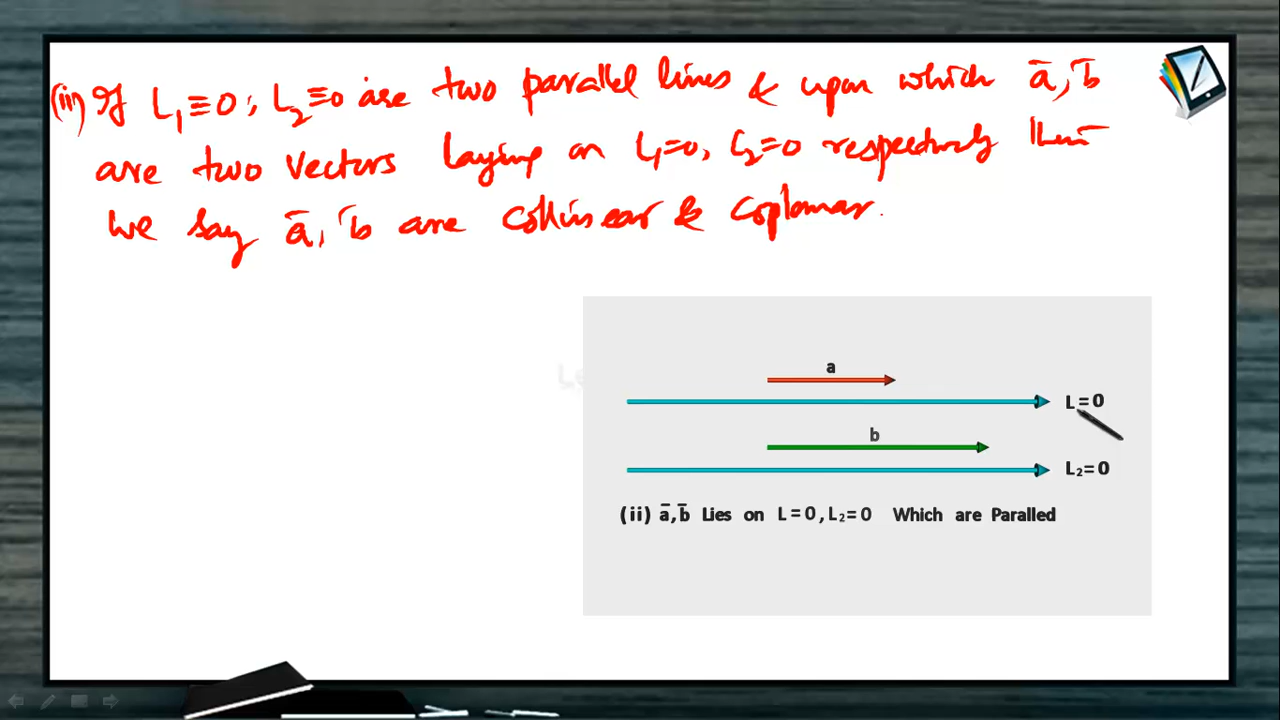 (ii) If L₁≡0, L₂≡0 are two parallel lines & upon which ā, b̄
are two vectors laying on L₁=0, L₂=0 respectively then
we say ā, b̄ are collinear & coplanar.
a
L=0
b
L₂=0
(ii) ā,b̄ Lies on L=0,L₂=0 Which are Paralled